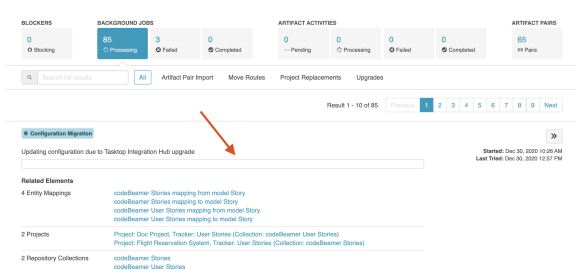 BLOCKERS BACKGROUND JOBS ARTIFACT ACTIVITIES ARTIFACT PAIRS
0 85 3 0 0 0 0 0 65
Blocking Processing Failed Completed Pending Processing Failed Completed Pairs
Search list results All Artifact Pair Import Move Routes Project Replacements Upgrades
Result 1 - 10 of 85 Previous 1 2 3 4 5 6 7 8 9 Next
Configuration Migration
Updating configuration due to Tasktop Integration Hub upgrade
Started: Dec 30, 2020 10:26 AM
Last Tried: Dec 30, 2020 12:57 PM
Related Elements
4 Entity Mappings codeBeamer Stories mapping from model Story
codeBeamer Stories mapping to model Story
codeBeamer User Stories mapping from model Story
codeBeamer User Stories mapping to model Story
2 Projects Project: Doc Project, Tracker: User Stories (Collection: codeBeamer User Stories)
Project: Flight Reservation System, Tracker: User Stories (Collection: codeBeamer Stories)
2 Repository Collections codeBeamer Stories
codeBeamer User Stories